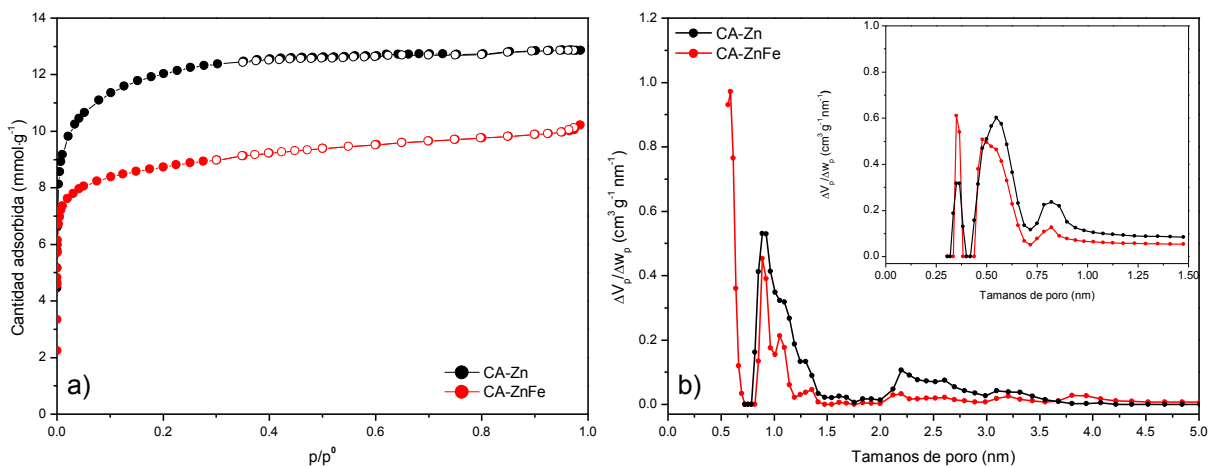 14
12
10
8
6
4
2
0
Cantidad adsorbida (mmol·g⁻¹)
a)
CA-Zn
CA-ZnFe
0.0 0.2 0.4 0.6 0.8 1.0
p/p⁰
b)
CA-Zn
CA-ZnFe
1.0
0.8
0.6
0.4
0.2
0.0
ΔVₚ/Δwₚ (cm³ g⁻¹ nm⁻¹)
0.0 0.5 1.0 1.5 2.0 2.5 3.0 3.5 4.0 4.5 5.0
Tamanos de poro (nm)
1.0
0.8
0.6
0.4
0.2
0.0
ΔVₚ/Δwₚ (cm³ g⁻¹ nm⁻¹)
0.00 0.25 0.50 0.75 1.00 1.25 1.50
Tamanos de poro (nm)